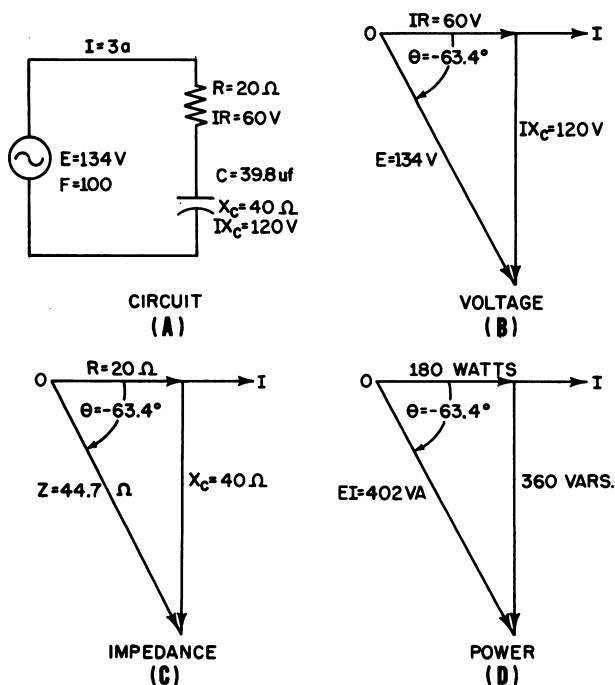 I=3a
R=20Ω
IR=60V
E=134V
F=100
C=39.8uf
XC=40Ω
IXC=120V
CIRCUIT
(A)
IR=60V
O
I
θ=-63.4°
IXC=120V
E=134V
VOLTAGE
(B)
R=20Ω
O
I
θ=-63.4°
Z=44.7 Ω
XC=40Ω
IMPEDANCE
(C)
180 WATTS
O
I
θ=-63.4°
EI=402VA
360 VARS.
POWER
(D)